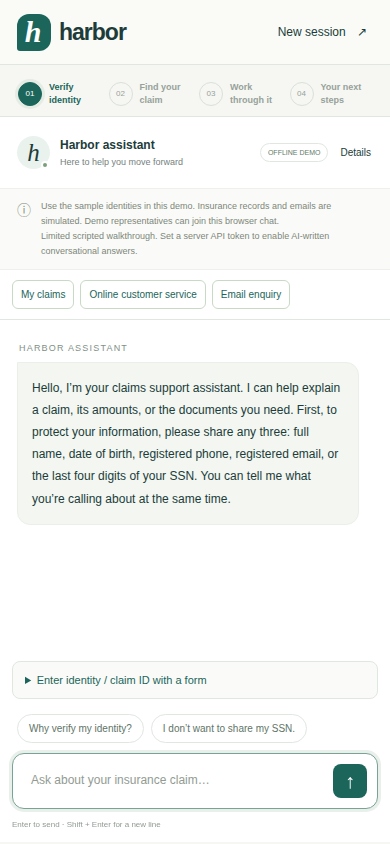 h harbor
New session ↗
01 Verify identity
02 Find your claim
03 Work through it
04 Your next steps
h
Harbor assistant
Here to help you move forward
OFFLINE DEMO
Details
Use the sample identities in this demo. Insurance records and emails are
simulated. Demo representatives can join this browser chat.
Limited scripted walkthrough. Set a server API token to enable AI-written
conversational answers.
My claims
Online customer service
Email enquiry
HARBOR ASSISTANT
Hello, I’m your claims support assistant. I can help explain
a claim, its amounts, or the documents you need. First, to
protect your information, please share any three: full
name, date of birth, registered phone, registered email, or
the last four digits of your SSN. You can tell me what
you’re calling about at the same time.
▶ Enter identity / claim ID with a form
Why verify my identity?
I don’t want to share my SSN.
Ask about your insurance claim…
↑
Enter to send · Shift + Enter for a new line